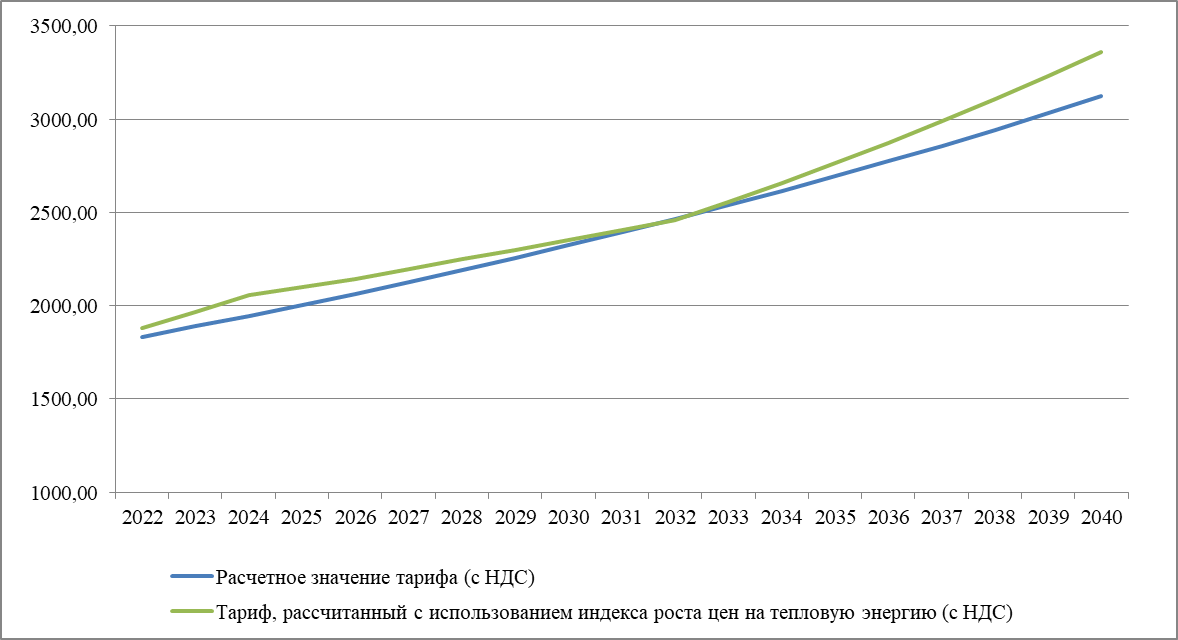 3500,00
3000,00
2500,00
2000,00
1500,00
1000,00
2022 2023 2024 2025 2026 2027 2028 2029 2030 2031 2032 2033 2034 2035 2036 2037 2038 2039 2040
Расчетное значение тарифа (с НДС)
Тариф, рассчитанный с использованием индекса роста цен на тепловую энергию (с НДС)